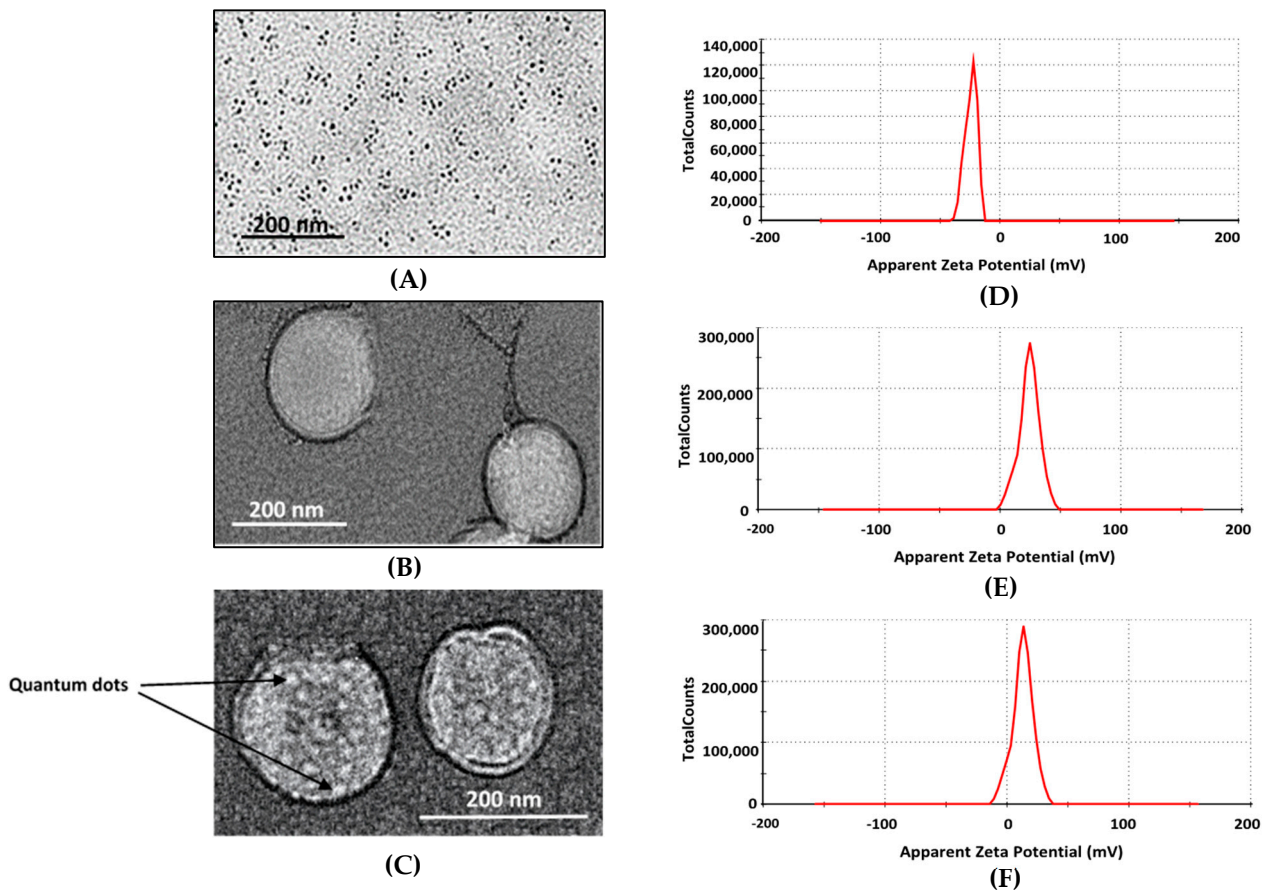 200 nm
(A)
200 nm
(B)
Quantum dots
200 nm
(C)
TotalCounts
140,000
120,000
100,000
80,000
60,000
40,000
20,000
0
-200 -100 0 100 200
Apparent Zeta Potential (mV)
(D)
TotalCounts
300,000
200,000
100,000
0
-200 -100 0 100 200
Apparent Zeta Potential (mV)
(E)
TotalCounts
300,000
200,000
100,000
0
-200 -100 0 100 200
Apparent Zeta Potential (mV)
(F)